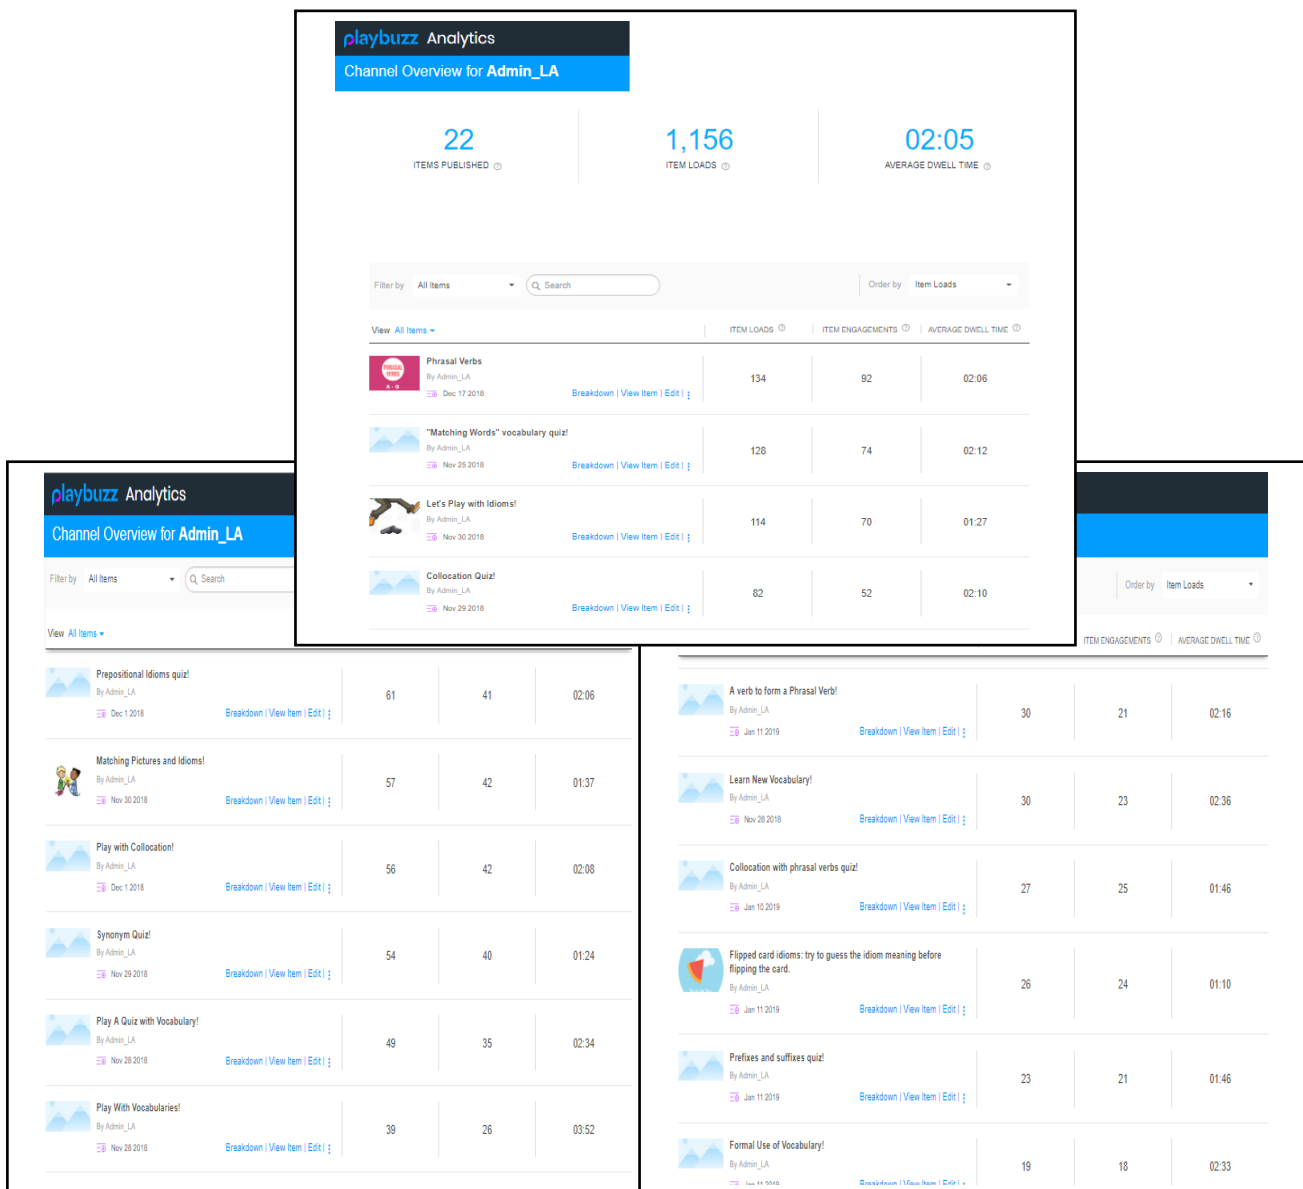 playbuzz Analytics
Channel Overview for Admin_LA
22
ITEMS PUBLISHED
1,156
ITEM LOADS
02:05
AVERAGE DWELL TIME
Filter by All Items Search Order by Item Loads
View All Items ITEM LOADS ITEM ENGAGEMENTS AVERAGE DWELL TIME
PHRASAL
VERBS
A - G
Phrasal Verbs
By Admin_LA
Dec 17 2018 Breakdown | View Item | Edit |
134 92 02:06
"Matching Words" vocabulary quiz!
By Admin_LA
Nov 25 2018 Breakdown | View Item | Edit |
128 74 02:12
Let's Play with Idioms!
By Admin_LA
Nov 30 2018 Breakdown | View Item | Edit |
114 70 01:27
Collocation Quiz!
By Admin_LA
Nov 29 2018 Breakdown | View Item | Edit |
82 52 02:10
playbuzz Analytics
Channel Overview for Admin_LA
Filter by All Items Search
View All Items
Prepositional Idioms quiz!
By Admin_LA
Dec 1 2018 Breakdown | View Item | Edit |
61 41 02:06
Matching Pictures and Idioms!
By Admin_LA
Nov 30 2018 Breakdown | View Item | Edit |
57 42 01:37
Play with Collocation!
By Admin_LA
Dec 1 2018 Breakdown | View Item | Edit |
56 42 02:08
Synonym Quiz!
By Admin_LA
Nov 29 2018 Breakdown | View Item | Edit |
54 40 01:24
Play A Quiz with Vocabulary!
By Admin_LA
Nov 28 2018 Breakdown | View Item | Edit |
49 35 02:34
Play With Vocabularies!
By Admin_LA
Nov 28 2018 Breakdown | View Item | Edit |
39 26 03:52
Order by Item Loads
ITEM ENGAGEMENTS AVERAGE DWELL TIME
A verb to form a Phrasal Verb!
By Admin_LA
Jan 11 2019 Breakdown | View Item | Edit |
30 21 02:16
Learn New Vocabulary!
By Admin_LA
Nov 28 2018 Breakdown | View Item | Edit |
30 23 02:36
Collocation with phrasal verbs quiz!
By Admin_LA
Jan 10 2019 Breakdown | View Item | Edit |
27 25 01:46
Flipped card idioms: try to guess the idiom meaning before
flipping the card.
By Admin_LA
Jan 11 2019 Breakdown | View Item | Edit |
26 24 01:10
Prefixes and suffixes quiz!
By Admin_LA
Jan 11 2019 Breakdown | View Item | Edit |
23 21 01:46
Formal Use of Vocabulary!
By Admin_LA
Jan 11 2019 Breakdown | View Item | Edit |
19 18 02:33